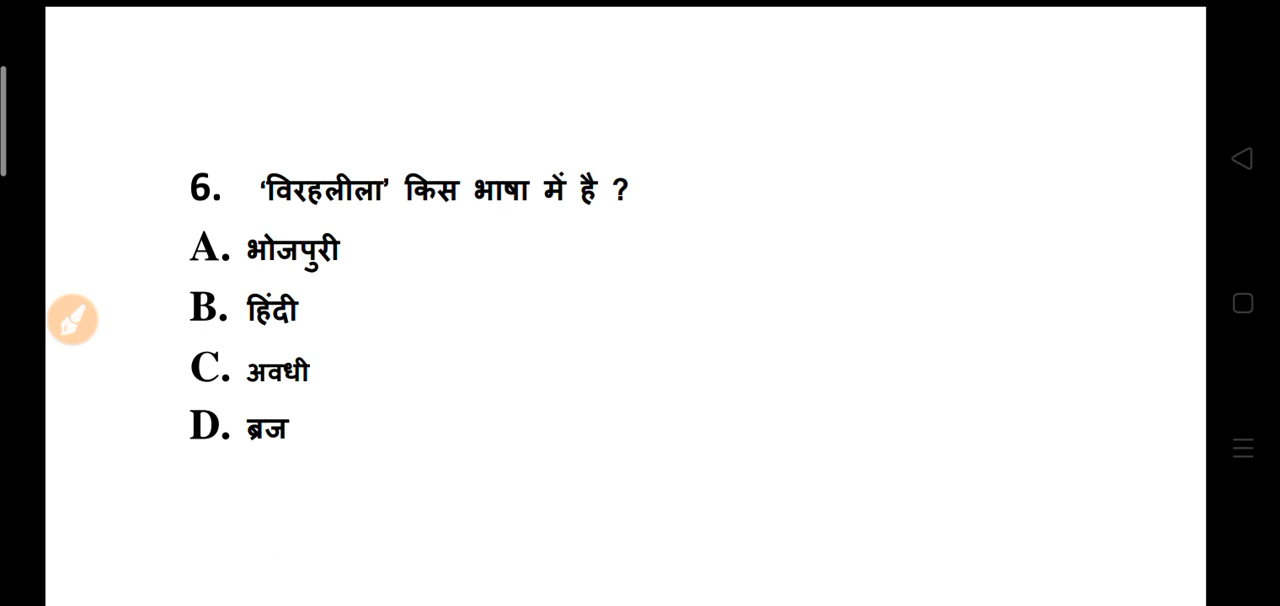 6. ‘विरहलीला’ किस भाषा में है ?
A. भोजपुरी
B. हिंदी
C. अवधी
D. ब्रज